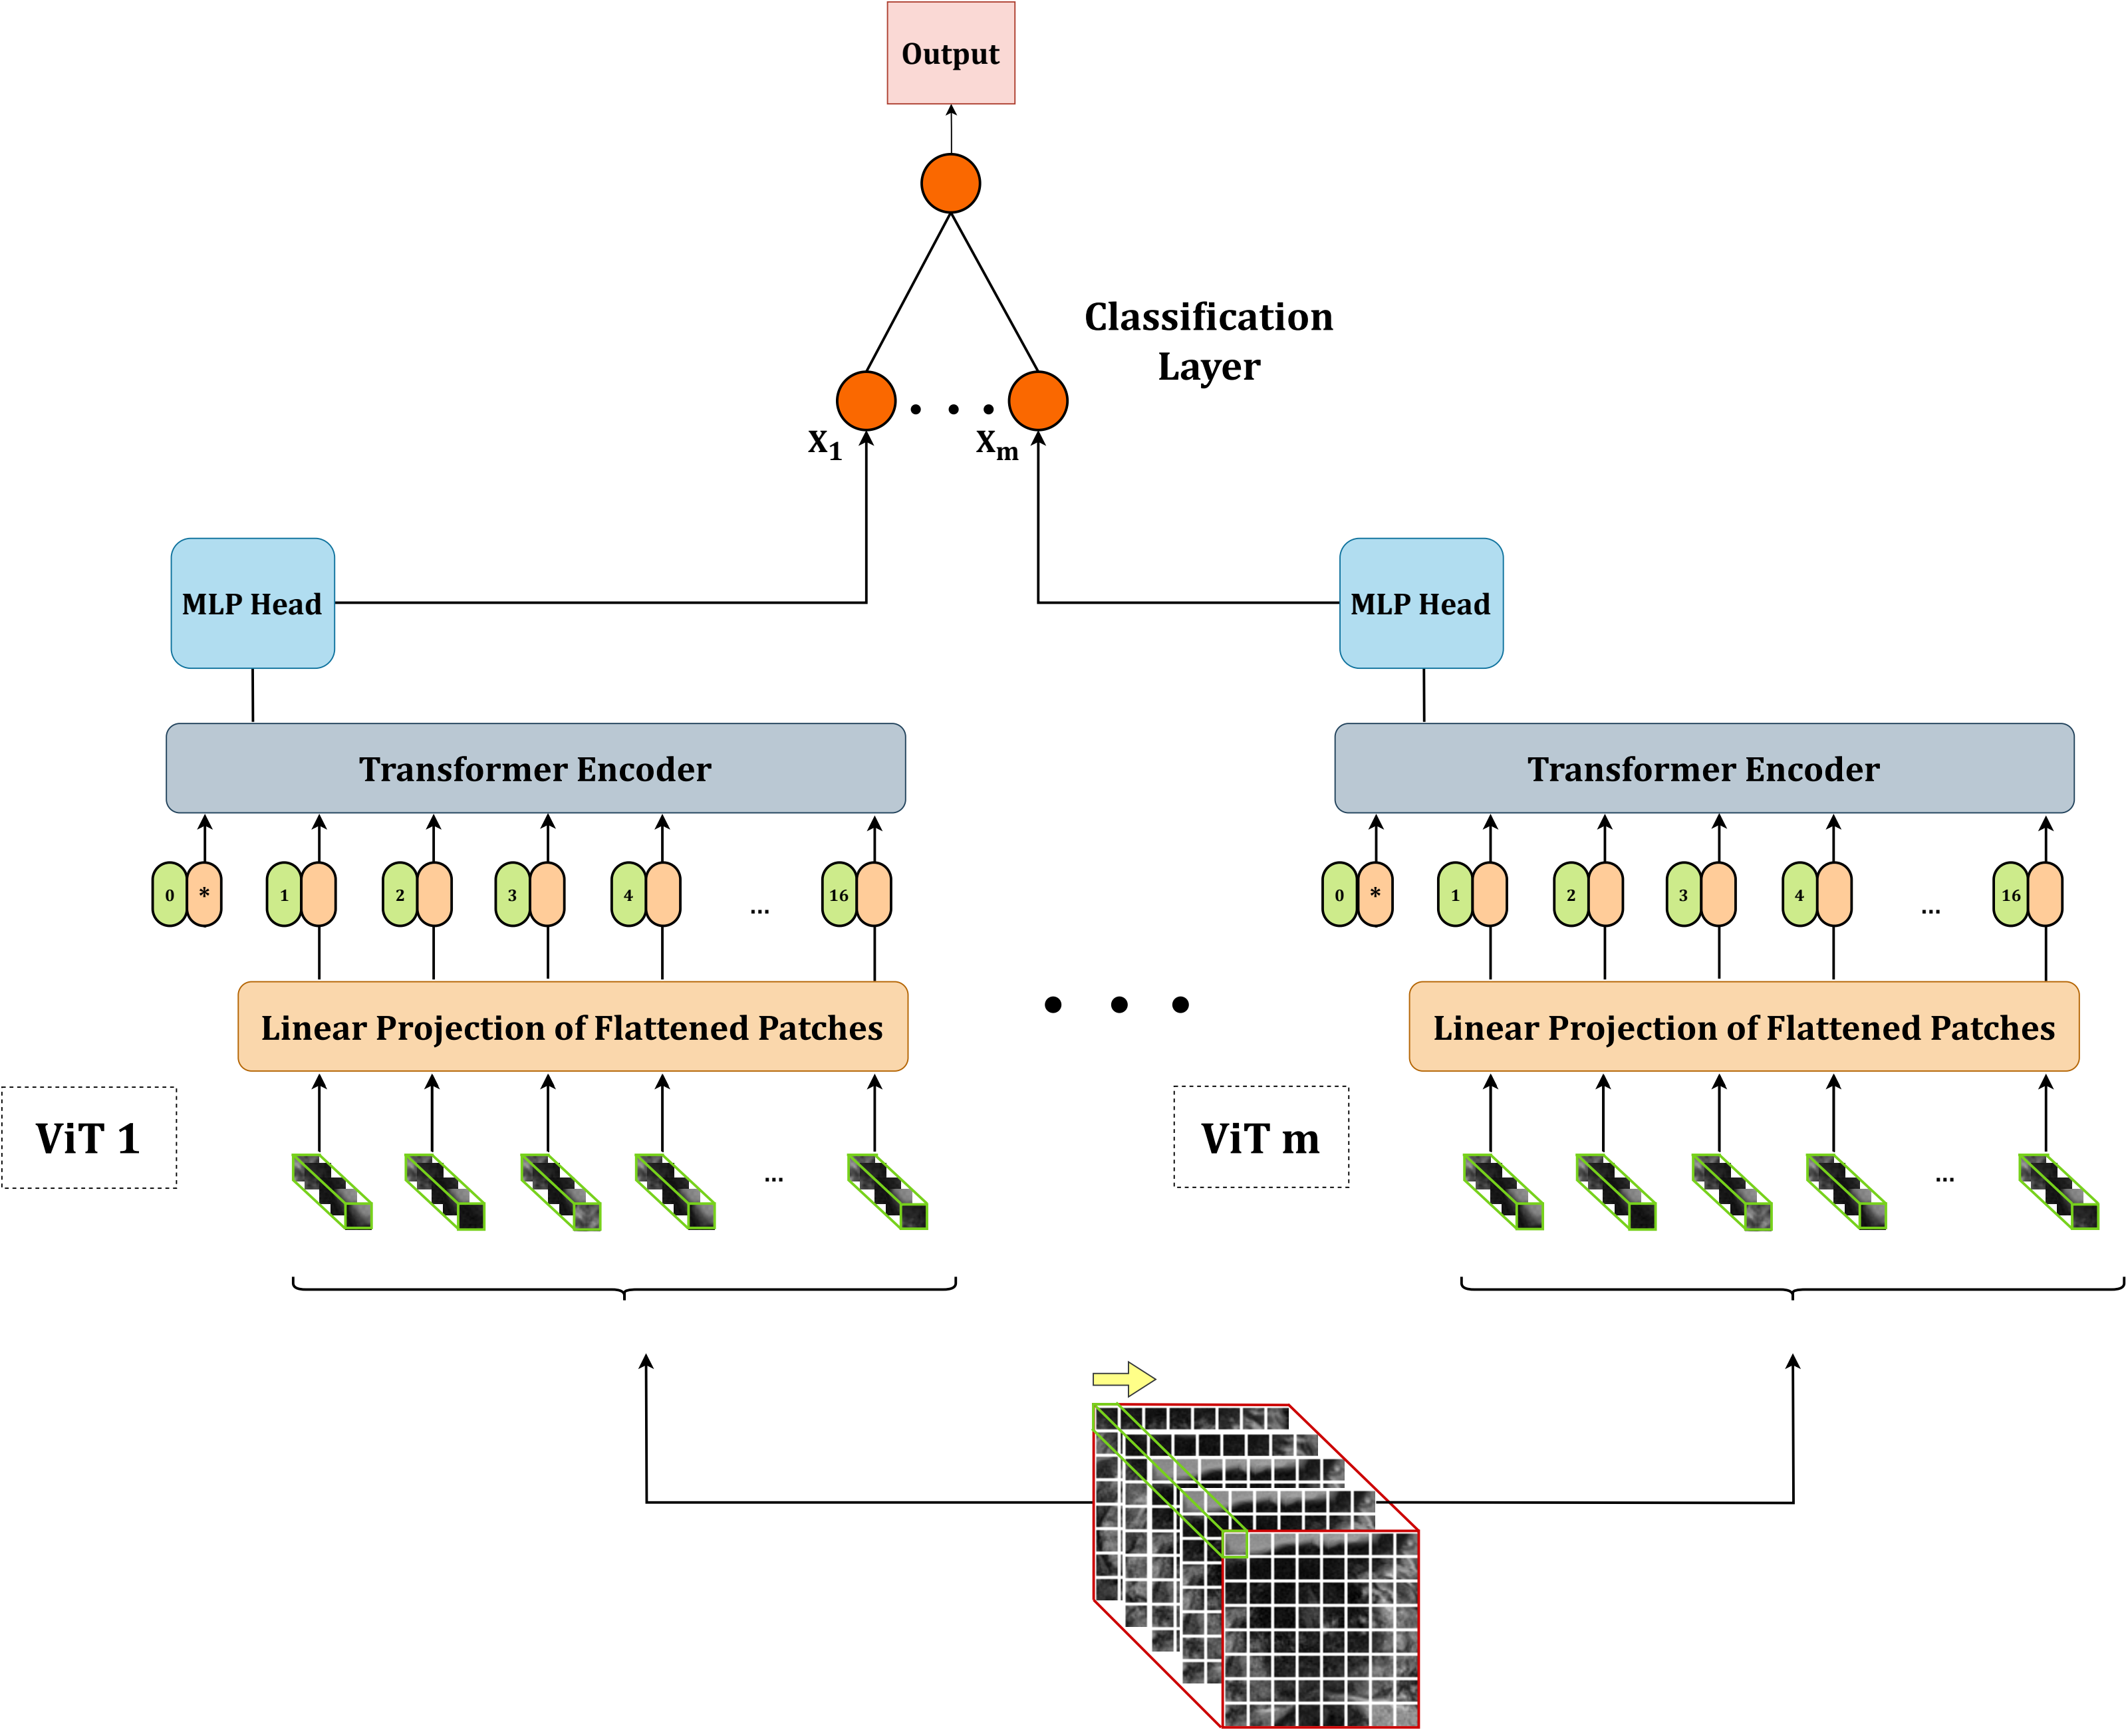 Output
Classification
Layer
x1 . . . xm
MLP Head
MLP Head
Transformer Encoder
Transformer Encoder
0 * 1 2 3 4 ... 16
0 * 1 2 3 4 ... 16
Linear Projection of Flattened Patches
. . .
Linear Projection of Flattened Patches
ViT 1
ViT m
...
...